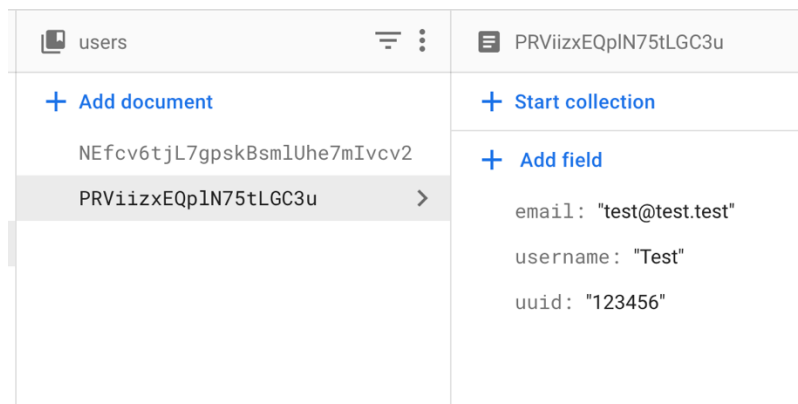 users
PRViizxEQplN75tLGC3u
Add document
Start collection
NEfcv6tjL7gpskBsmlUhe7mIvcv2
Add field
PRViizxEQplN75tLGC3u
email: "test@test.test"
username: "Test"
uuid: "123456"